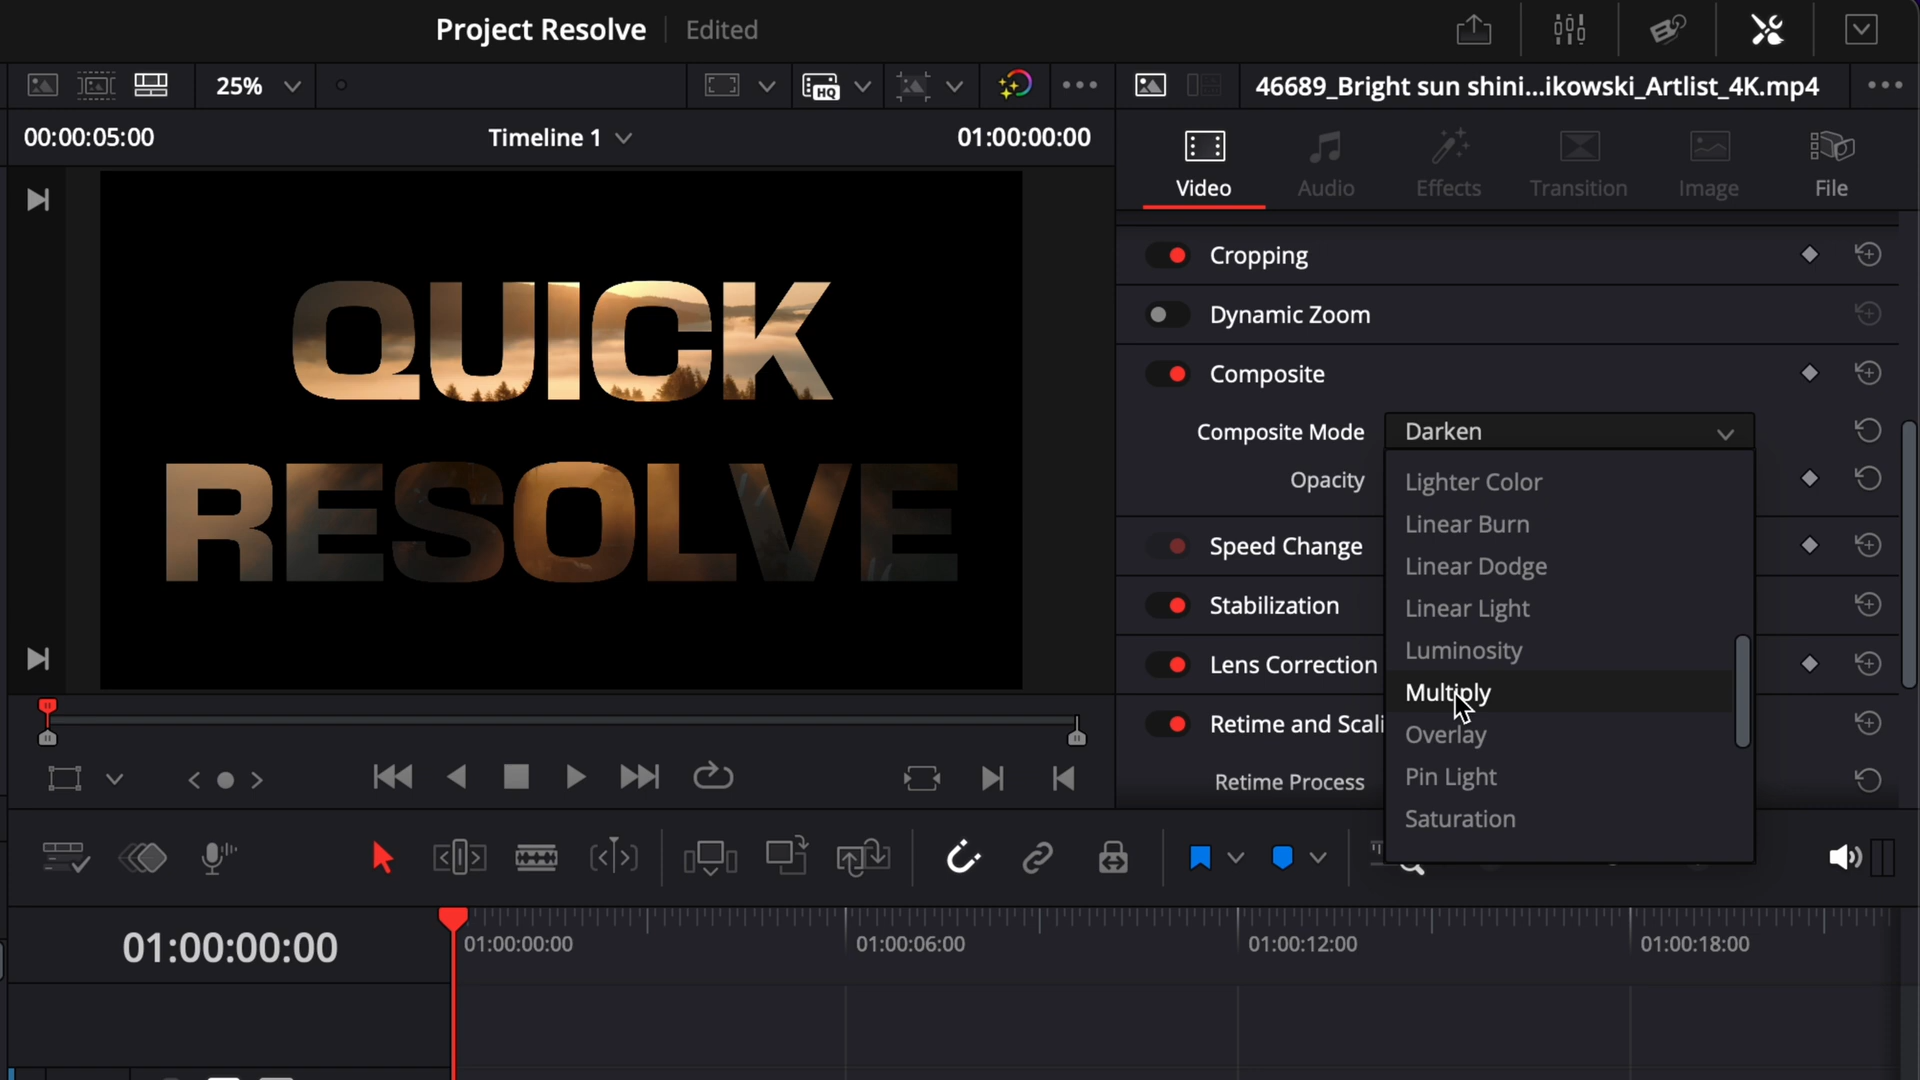 Project Resolve Edited
25%
HQ
46689_Bright sun shini...ikowski_Artlist_4K.mp4
00:00:05:00
Timeline 1
01:00:00:00
Video
Audio
Effects
Transition
Image
File
QUICK
RESOLVE
Cropping
Dynamic Zoom
Composite
Composite Mode
Darken
Opacity
Lighter Color
Linear Burn
Linear Dodge
Linear Light
Luminosity
Multiply
Overlay
Pin Light
Saturation
Speed Change
Stabilization
Lens Correction
Retime and Scali
Retime Process
01:00:00:00
01:00:00:00
01:00:06:00
01:00:12:00
01:00:18:00